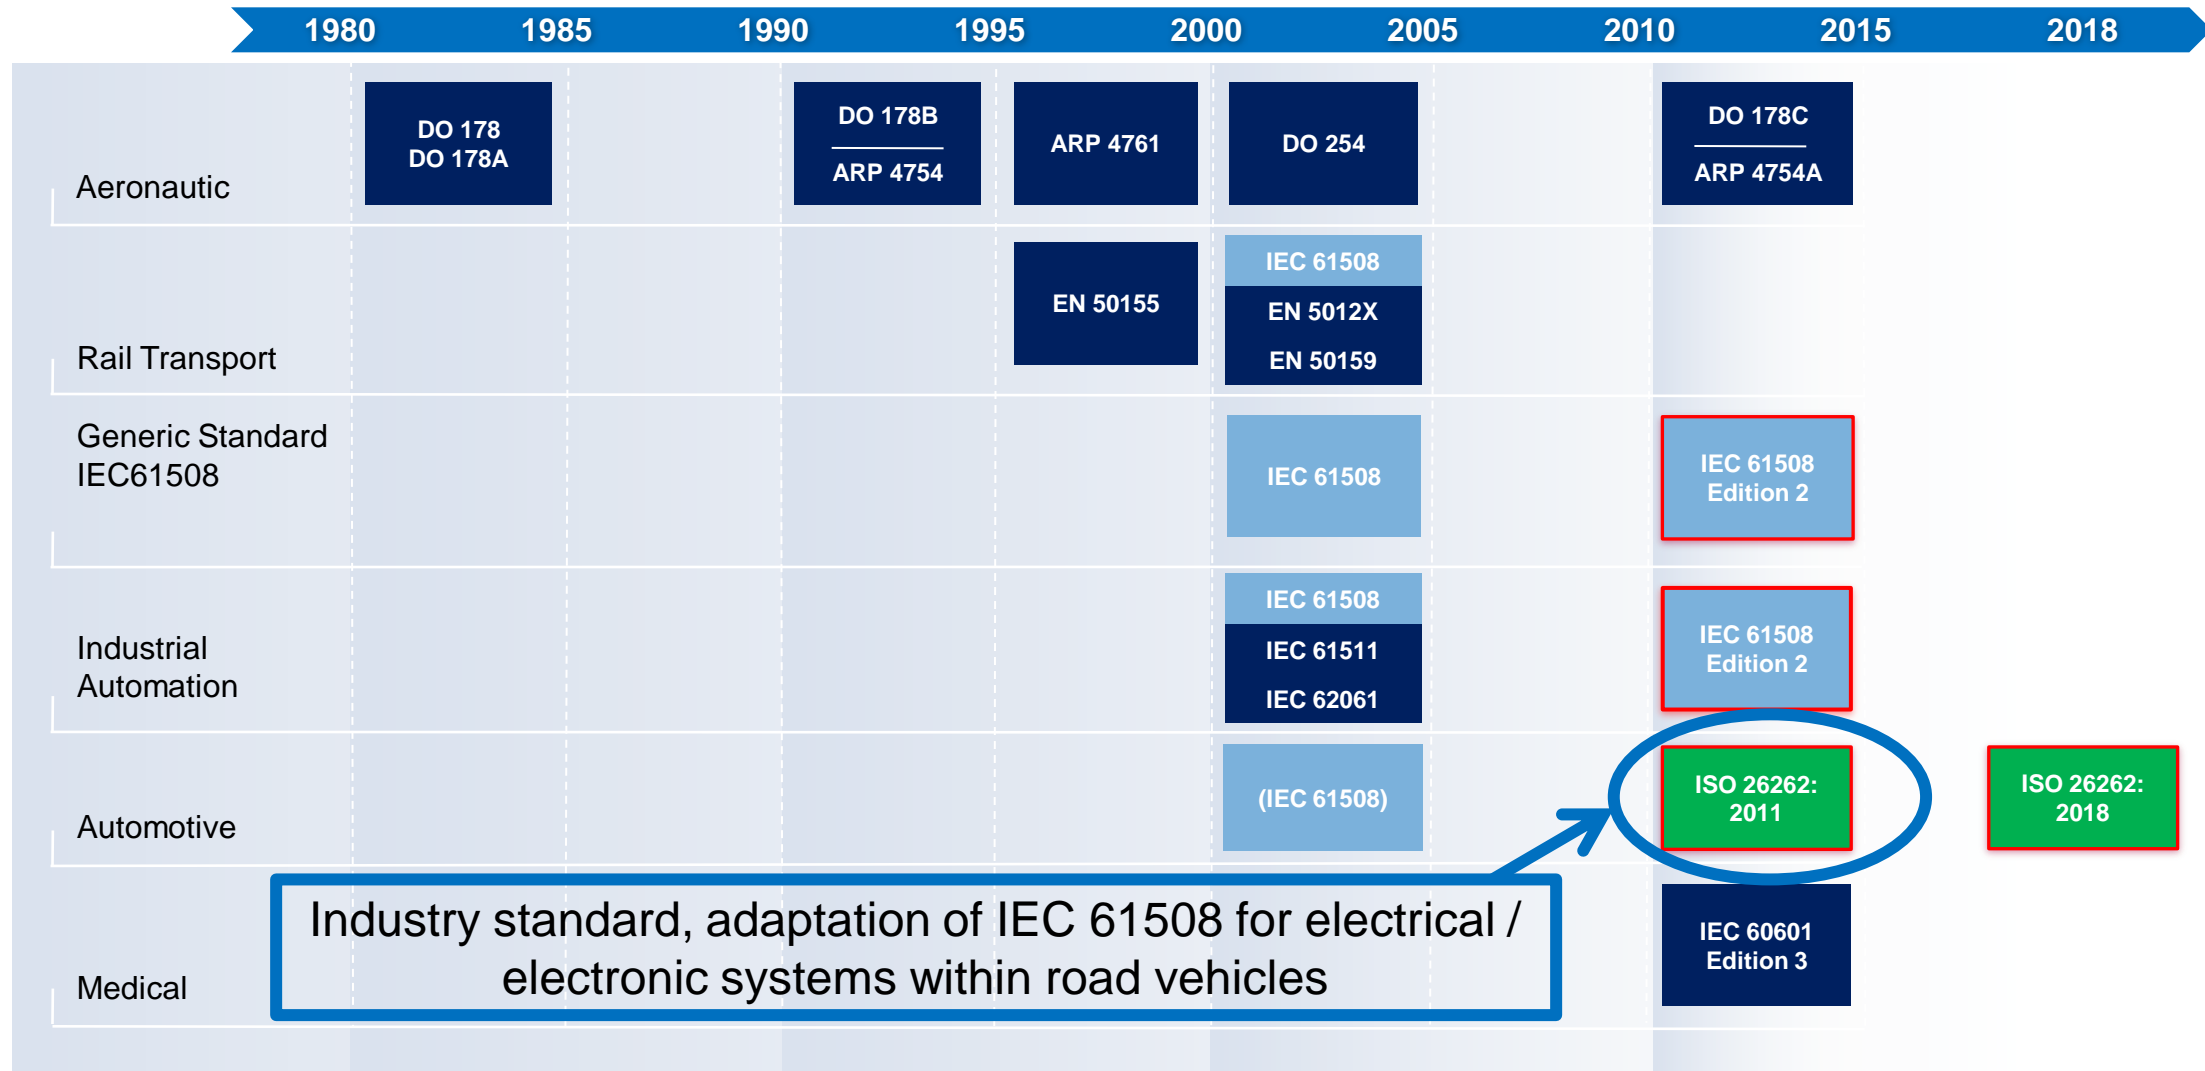 1980 1985 1990 1995 2000 2005 2010 2015 2018
Aeronautic
DO 178
DO 178A
DO 178B
ARP 4754
ARP 4761
DO 254
DO 178C
ARP 4754A
Rail Transport
EN 50155
IEC 61508
EN 5012X
EN 50159
Generic Standard
IEC61508
IEC 61508
IEC 61508
Edition 2
Industrial
Automation
IEC 61508
IEC 61511
IEC 62061
IEC 61508
Edition 2
Automotive
(IEC 61508)
ISO 26262:
2011
ISO 26262:
2018
Industry standard, adaptation of IEC 61508 for electrical /
electronic systems within road vehicles
Medical
IEC 60601
Edition 3